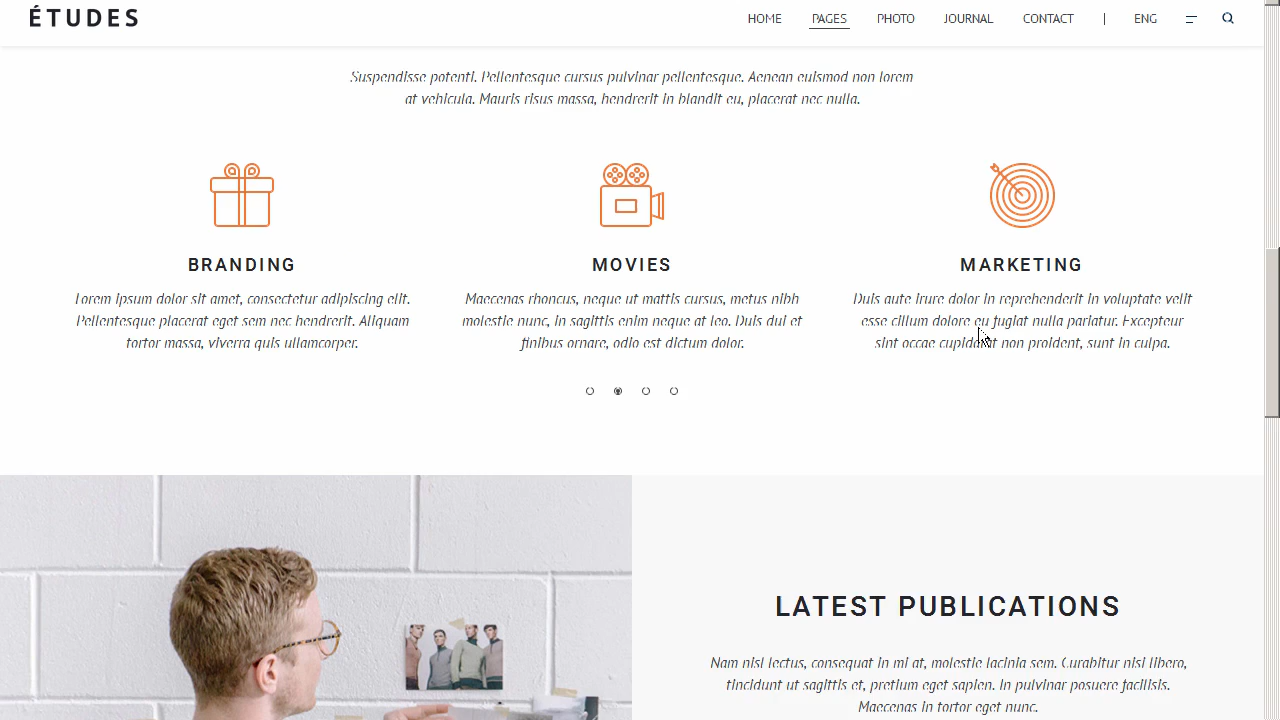 ÉTUDES
HOME PAGES PHOTO JOURNAL CONTACT | ENG
Suspendisse potenti. Pellentesque cursus pulvinar pellentesque. Aenean euismod non lorem
at vehicula. Mauris risus massa, hendrerit in blandit eu, placerat nec nulla.
BRANDING
Lorem ipsum dolor sit amet, consectetur adipiscing elit.
Pellentesque placerat eget sem nec hendrerit. Aliquam
tortor massa, viverra quis ullamcorper.
MOVIES
Maecenas rhoncus, neque ut mattis cursus, metus nibh
molestie nunc, in sagittis enim neque at leo. Duis dui et
finibus ornare, odio est dictum dolor.
MARKETING
Duis aute irure dolor in reprehenderit in voluptate velit
esse cillum dolore eu fugiat nulla pariatur. Excepteur
sint occae cupidatat non proident, sunt in culpa.
LATEST PUBLICATIONS
Nam nisl lectus, consequat in mi at, molestie lacinia sem. Curabitur nisl libero,
tincidunt ut sagittis et, pretium eget sapien. In pulvinar posuere facilisis.
Maecenas in tortor eget nunc.